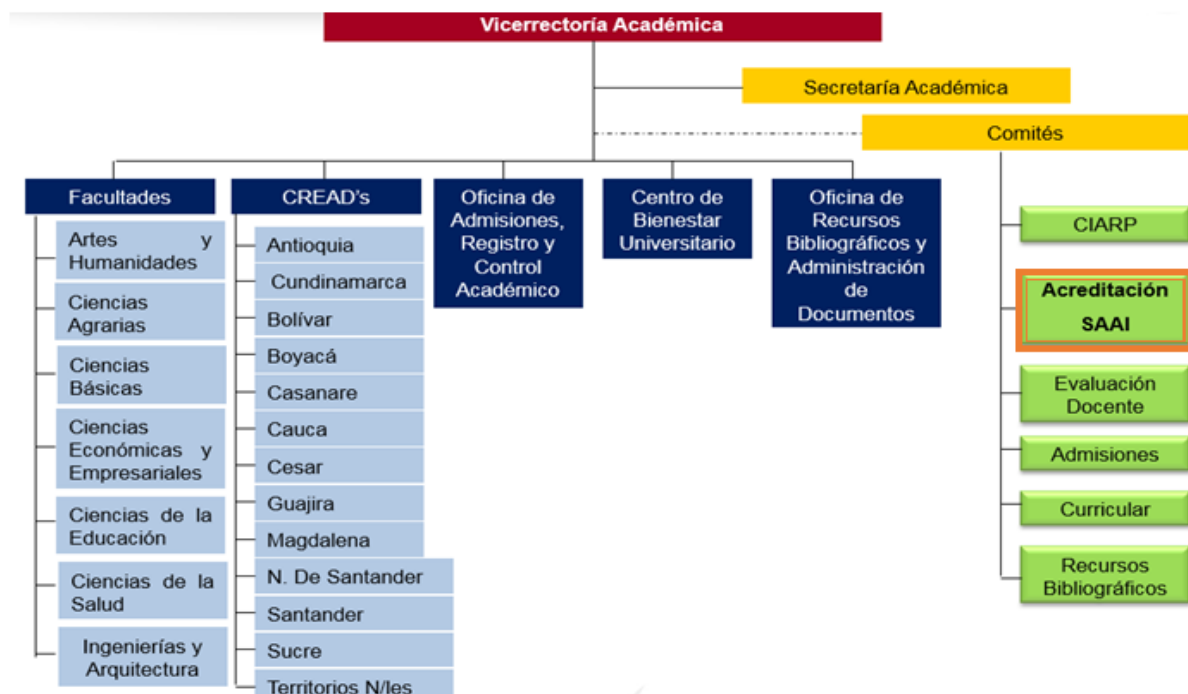 Vicerrectoría Académica
Secretaría Académica
Comités
Facultades
Artes y
Humanidades
Ciencias
Agrarias
Ciencias
Básicas
Ciencias
Económicas y
Empresariales
Ciencias de la
Educación
Ciencias de la
Salud
Ingenierías y
Arquitectura
CREAD's
Antioquia
Cundinamarca
Bolívar
Boyacá
Casanare
Cauca
Cesar
Guajira
Magdalena
N. De Santander
Santander
Sucre
Territorios N/les
Oficina de
Admisiones,
Registro y
Control
Académico
Centro de
Bienestar
Universitario
Oficina de
Recursos
Bibliográficos y
Administración
de
Documentos
CIARP
Acreditación
SAAI
Evaluación
Docente
Admisiones
Curricular
Recursos
Bibliográficos